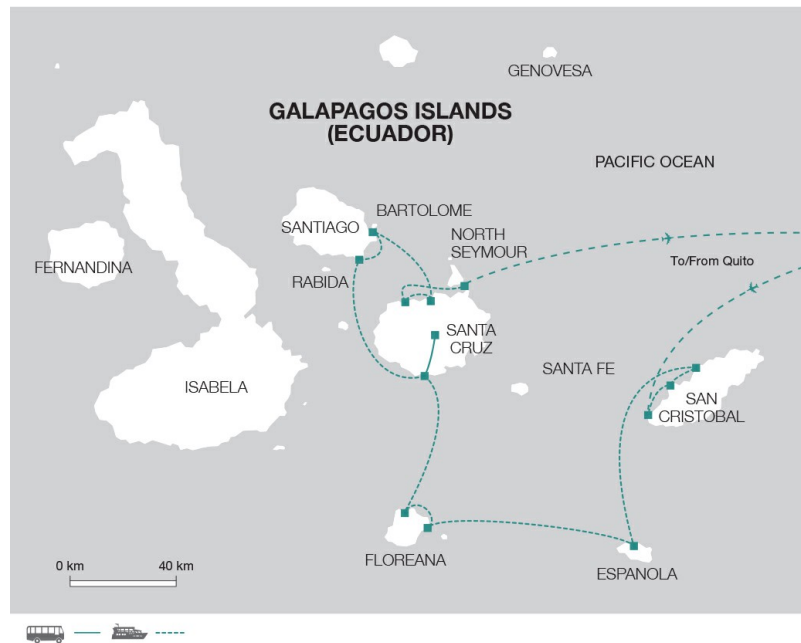 GENOVESA
GALAPAGOS ISLANDS
(ECUADOR)
PACIFIC OCEAN
BARTOLOME
SANTIAGO
NORTH
SEYMOUR
FERNANDINA
RABIDA
To/From Quito
SANTA
CRUZ
SANTA FE
ISABELA
SAN
CRISTOBAL
FLOREANA
ESPANOLA
0 km
40 km